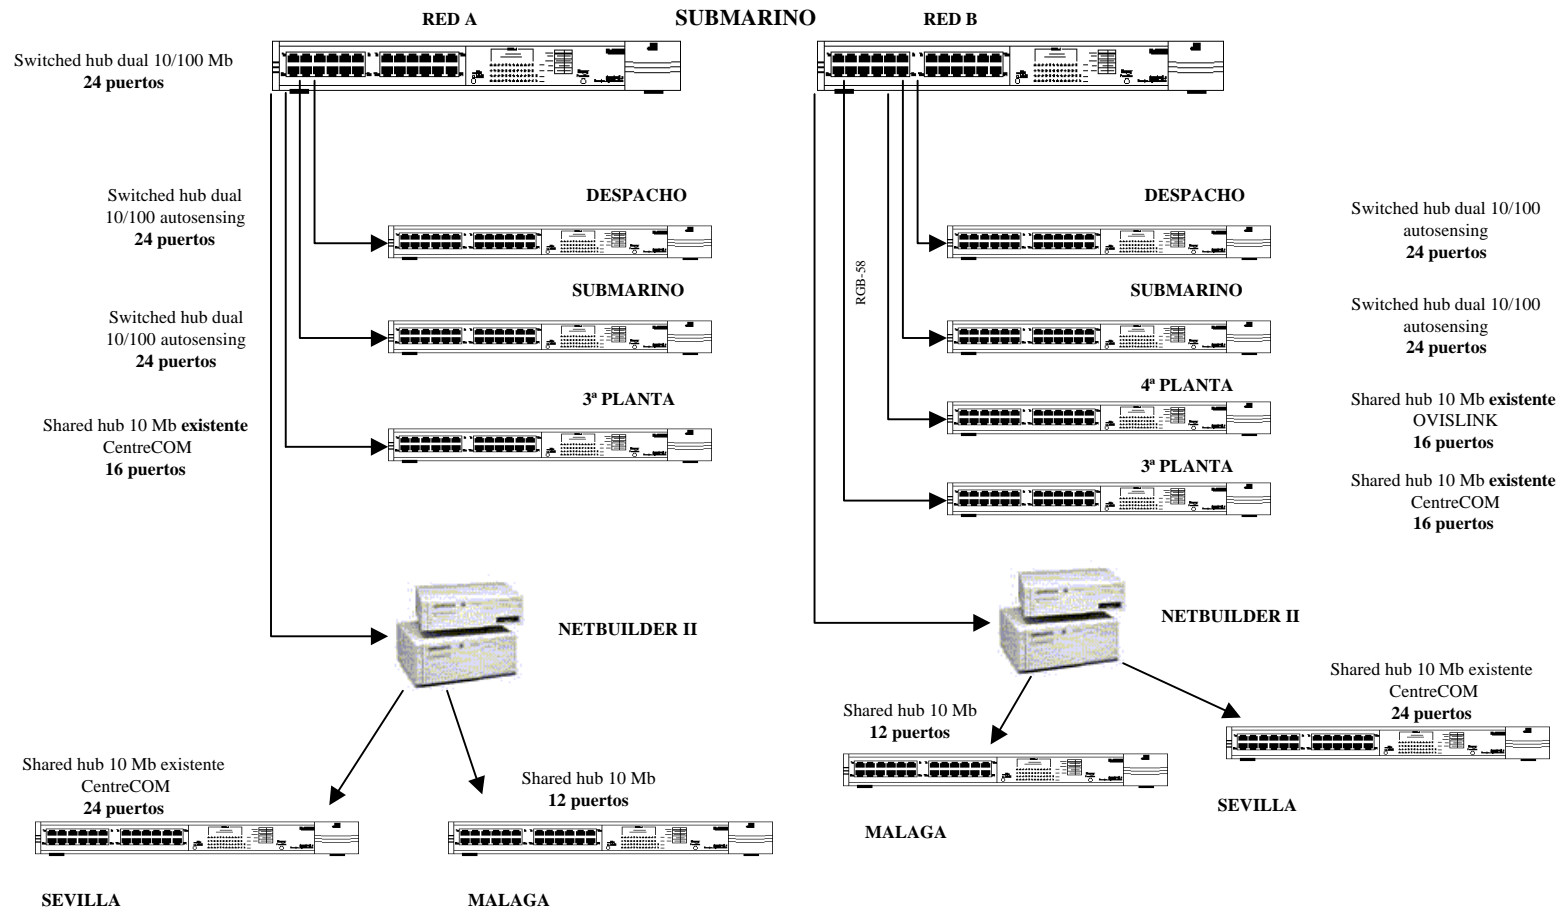 SUBMARINO
RED A
RED B
Switched hub dual 10/100 Mb
24 puertos
DESPACHO
Switched hub dual
10/100 autosensing
24 puertos
SUBMARINO
Switched hub dual
10/100 autosensing
24 puertos
3ª PLANTA
Shared hub 10 Mb existente
CentreCOM
16 puertos
NETBUILDER II
Shared hub 10 Mb existente
CentreCOM
24 puertos
SEVILLA
Shared hub 10 Mb
12 puertos
MALAGA
RGB-58
DESPACHO
Switched hub dual 10/100
autosensing
24 puertos
SUBMARINO
Switched hub dual 10/100
autosensing
24 puertos
4ª PLANTA
Shared hub 10 Mb existente
OVISLINK
16 puertos
3ª PLANTA
Shared hub 10 Mb existente
CentreCOM
16 puertos
NETBUILDER II
Shared hub 10 Mb
12 puertos
MALAGA
Shared hub 10 Mb existente
CentreCOM
24 puertos
SEVILLA